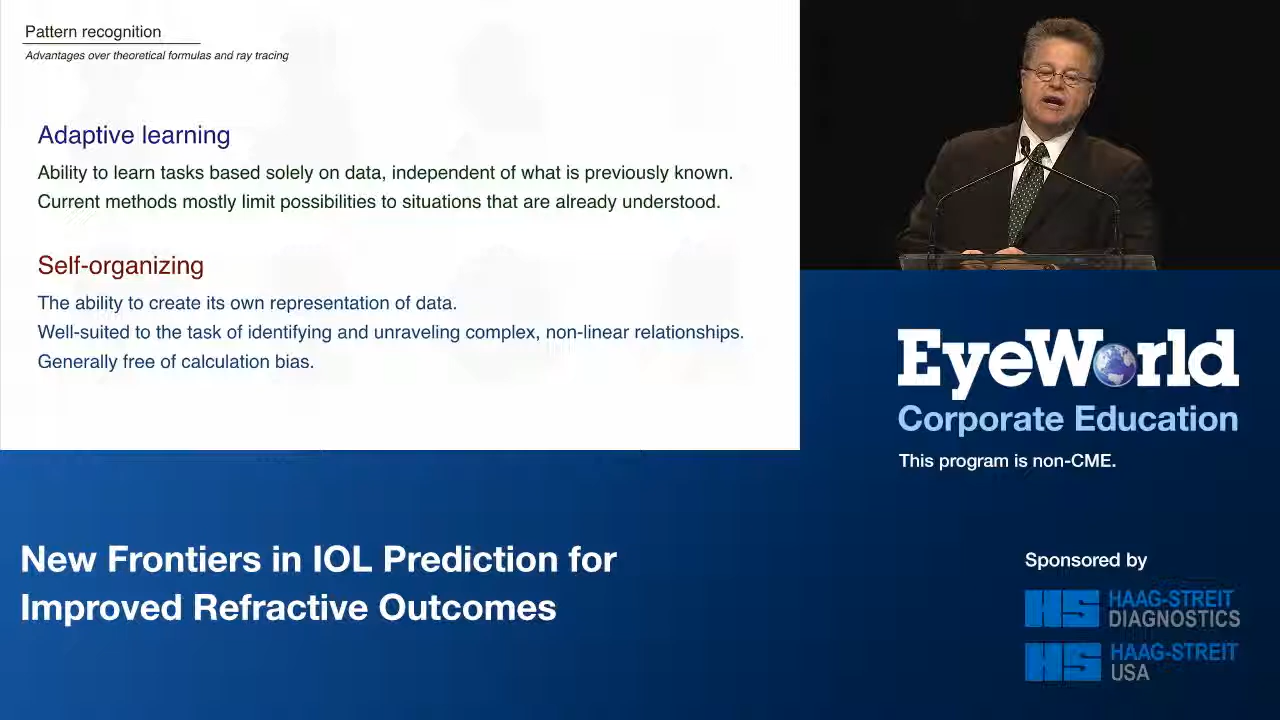 Pattern recognition
Advantages over theoretical formulas and ray tracing
Adaptive learning
Ability to learn tasks based solely on data, independent of what is previously known.
Current methods mostly limit possibilities to situations that are already understood.
Self-organizing
The ability to create its own representation of data.
Well-suited to the task of identifying and unraveling complex, non-linear relationships.
Generally free of calculation bias.
EyeWorld
Corporate Education
This program is non-CME.
New Frontiers in IOL Prediction for
Improved Refractive Outcomes
Sponsored by
HS HAAG-STREIT
DIAGNOSTICS
HS HAAG-STREIT
USA